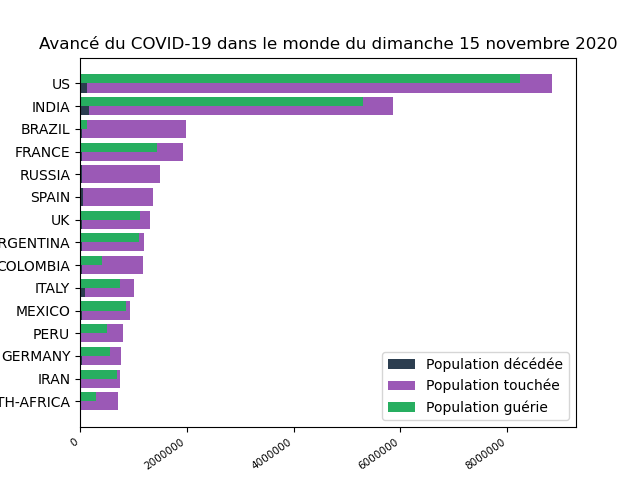 Avancé du COVID-19 dans le monde du dimanche 15 novembre 2020
US
INDIA
BRAZIL
FRANCE
RUSSIA
SPAIN
UK
RGENTINA
COLOMBIA
ITALY
MEXICO
PERU
GERMANY
IRAN
TH-AFRICA
Population décédée
Population touchée
Population guérie
0
2000000
4000000
6000000
8000000